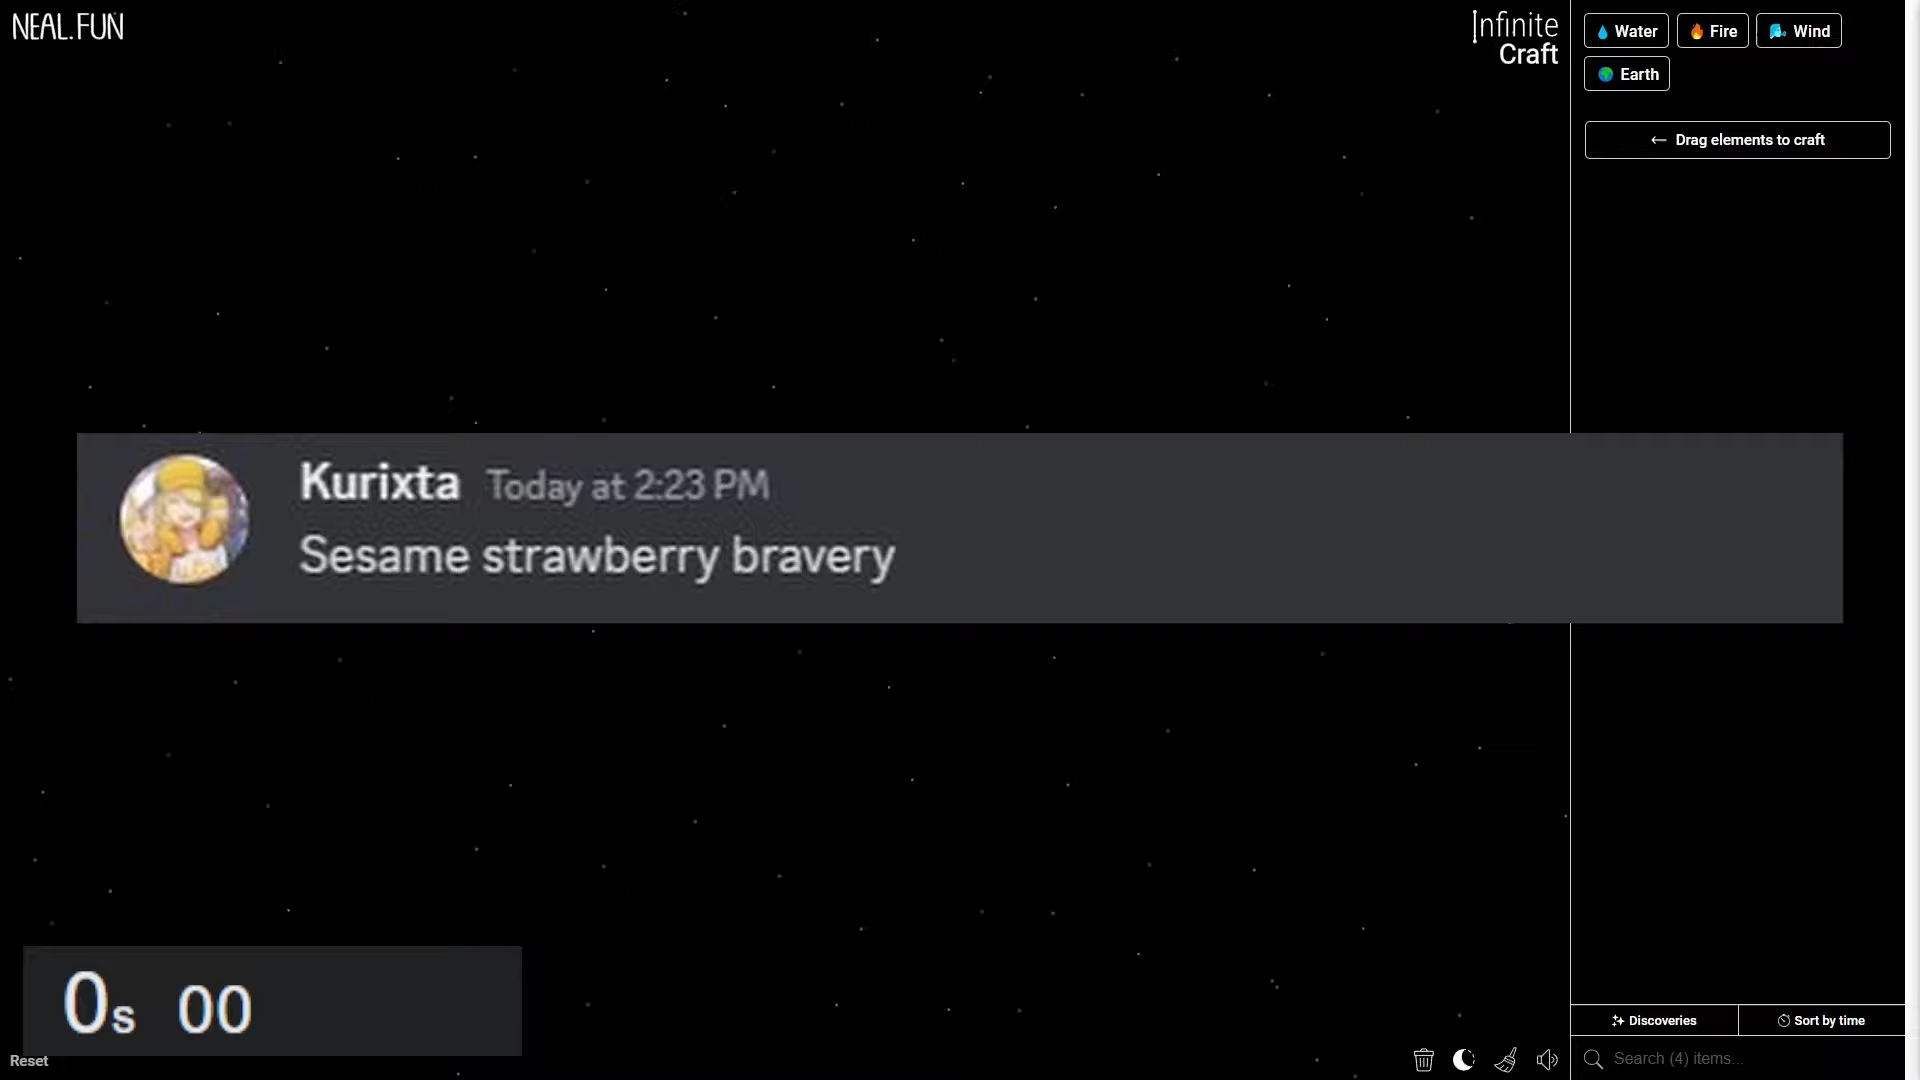 NEAL.FUN
Infinite
Craft
Water
Fire
Wind
Earth
← Drag elements to craft
Kurixta Today at 2:23 PM
Sesame strawberry bravery
0s 00
Reset
Discoveries
Sort by time
Search (4) items...